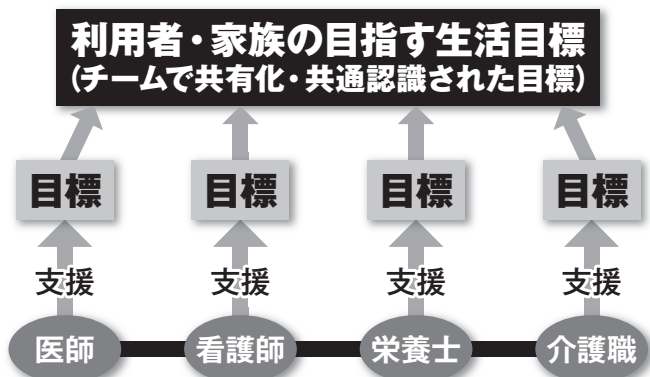 利用者・家族の目指す生活目標
(チームで共有化・共通認識された目標)
目標 目標 目標 目標
支援 支援 支援 支援
医師 看護師 栄養士 介護職